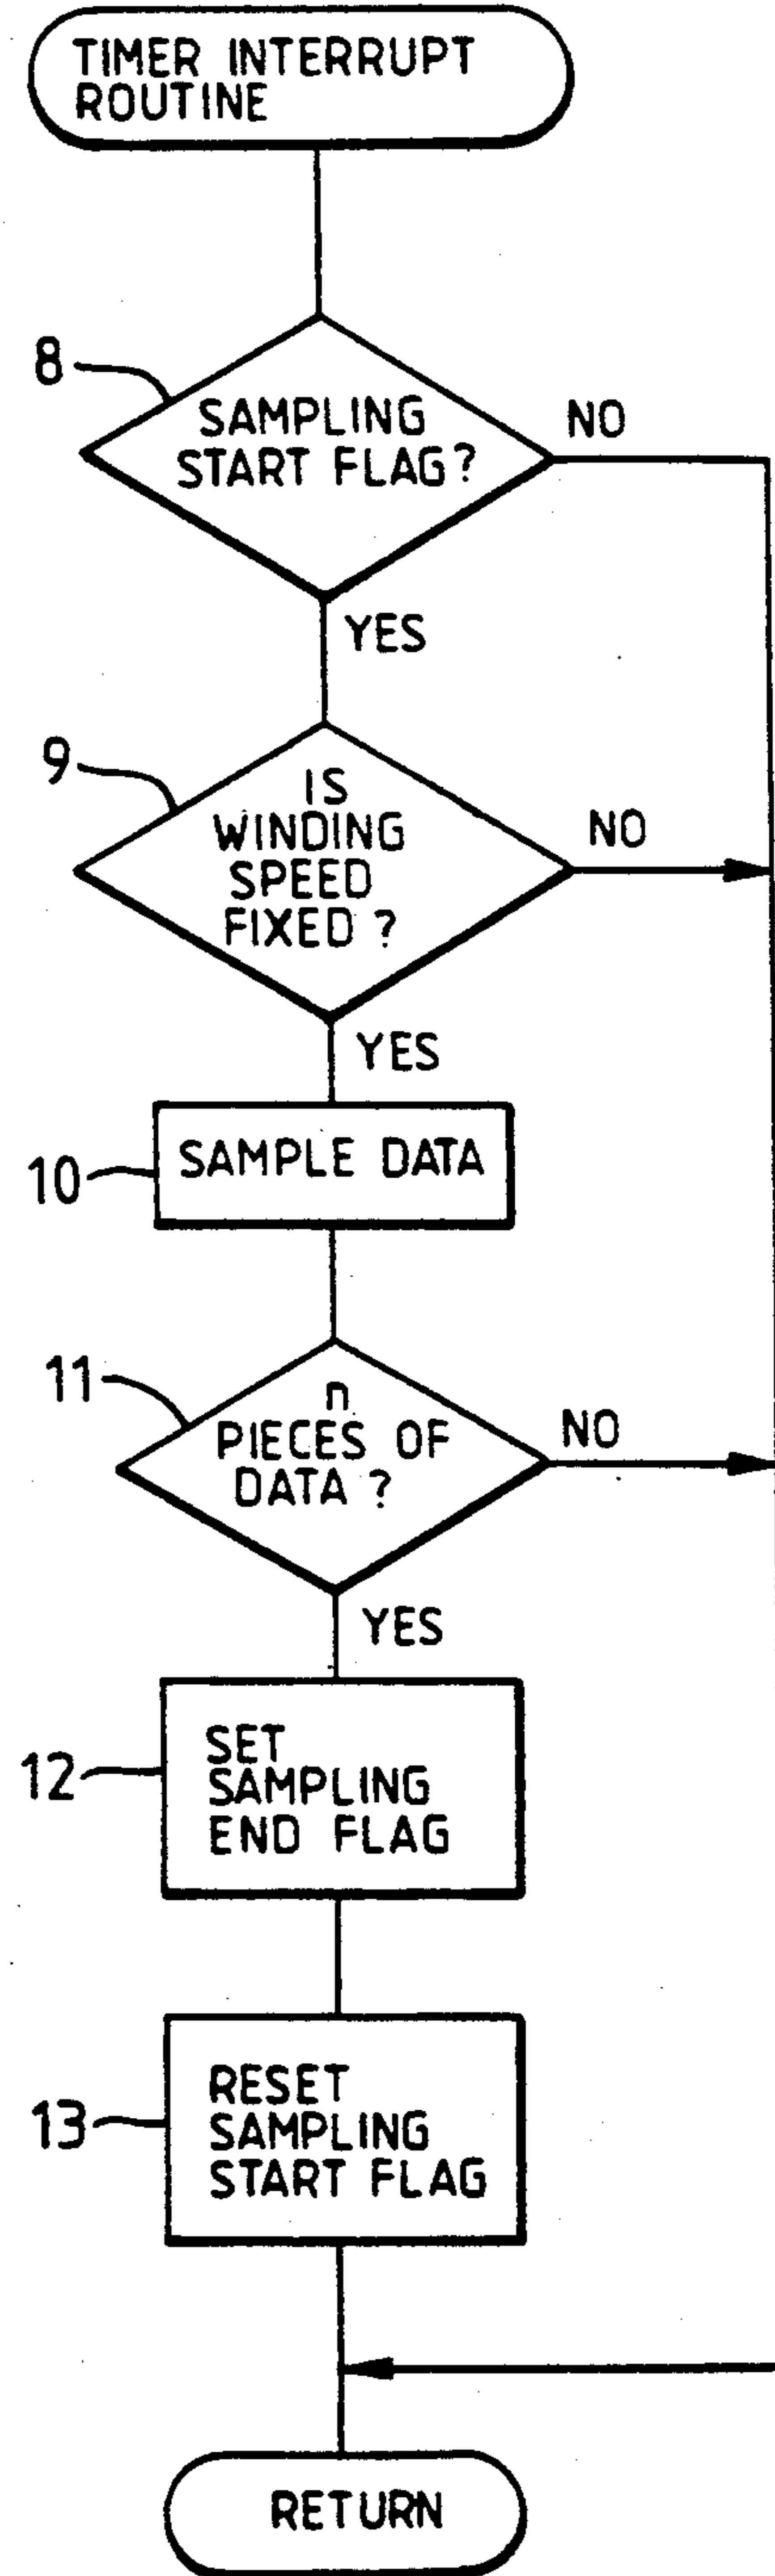 TIMER INTERRUPT
ROUTINE
8
SAMPLING
START FLAG?
NO
YES
9
IS
WINDING
SPEED
FIXED ?
NO
YES
10
SAMPLE DATA
11
n
PIECES OF
DATA ?
NO
YES
12
SET
SAMPLING
END FLAG
13
RESET
SAMPLING
START FLAG
RETURN